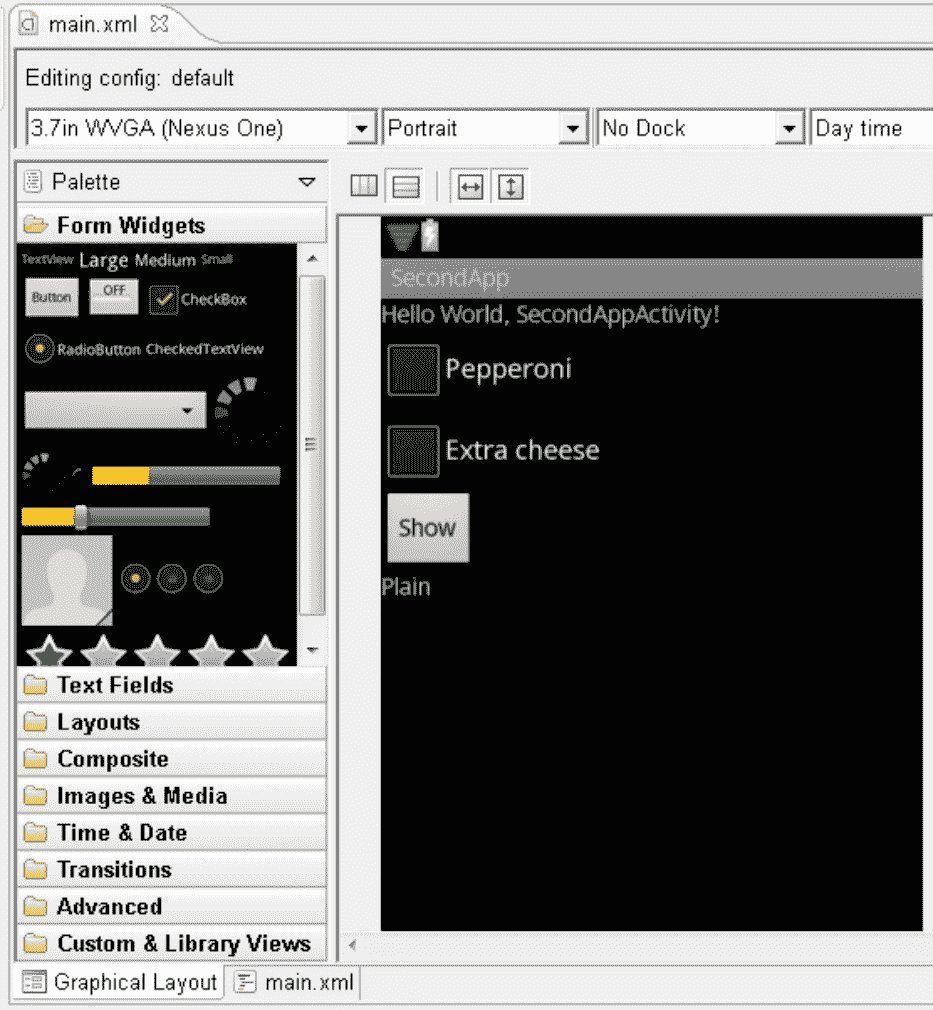 main.xml
Editing config: default
3.7in WVGA (Nexus One) Portrait No Dock Day time
Palette
Form Widgets
TextView Large Medium Small
Button OFF CheckBox
RadioButton CheckedTextView
Text Fields
Layouts
Composite
Images & Media
Time & Date
Transitions
Advanced
Custom & Library Views
SecondApp
Hello World, SecondAppActivity!
Pepperoni
Extra cheese
Show
Plain
Graphical Layout main.xml